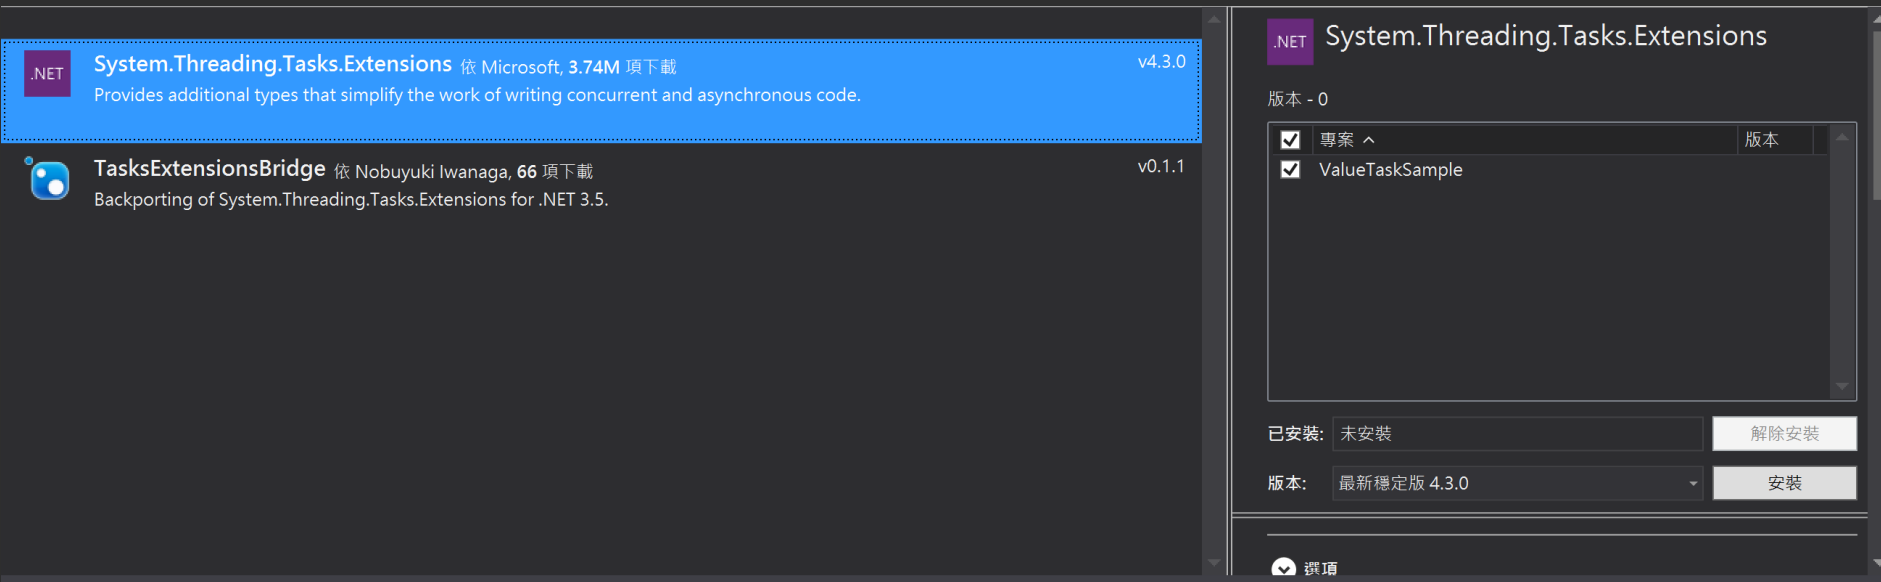 .NET
System.Threading.Tasks.Extensions 依 Microsoft, 3.74M 項下載
v4.3.0
Provides additional types that simplify the work of writing concurrent and asynchronous code.
TasksExtensionsBridge 依 Nobuyuki Iwanaga, 66 項下載
v0.1.1
Backporting of System.Threading.Tasks.Extensions for .NET 3.5.
.NET
System.Threading.Tasks.Extensions
版本 - 0
專案 版本
ValueTaskSample
已安裝: 未安裝 解除安裝
版本: 最新穩定版 4.3.0 安裝
選項